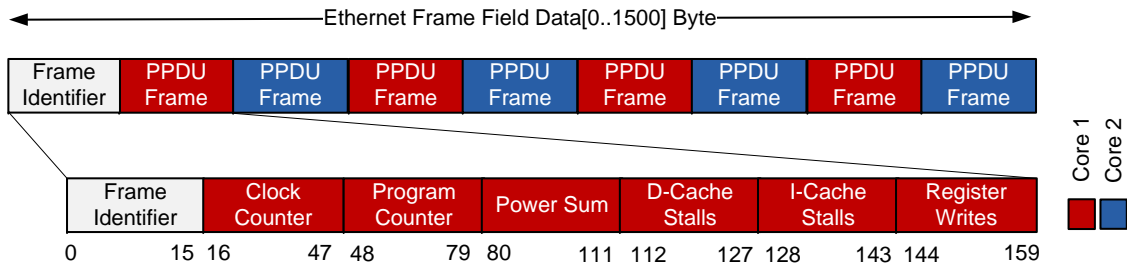 Ethernet Frame Field Data[0..1500] Byte
Frame
Identifier
PPDU
Frame
PPDU
Frame
PPDU
Frame
PPDU
Frame
PPDU
Frame
PPDU
Frame
PPDU
Frame
PPDU
Frame
Frame
Identifier
Clock
Counter
Program
Counter
Power Sum
D-Cache
Stalls
I-Cache
Stalls
Register
Writes
0 15 16 47 48 79 80 111 112 127 128 143 144 159
Core 1
Core 2